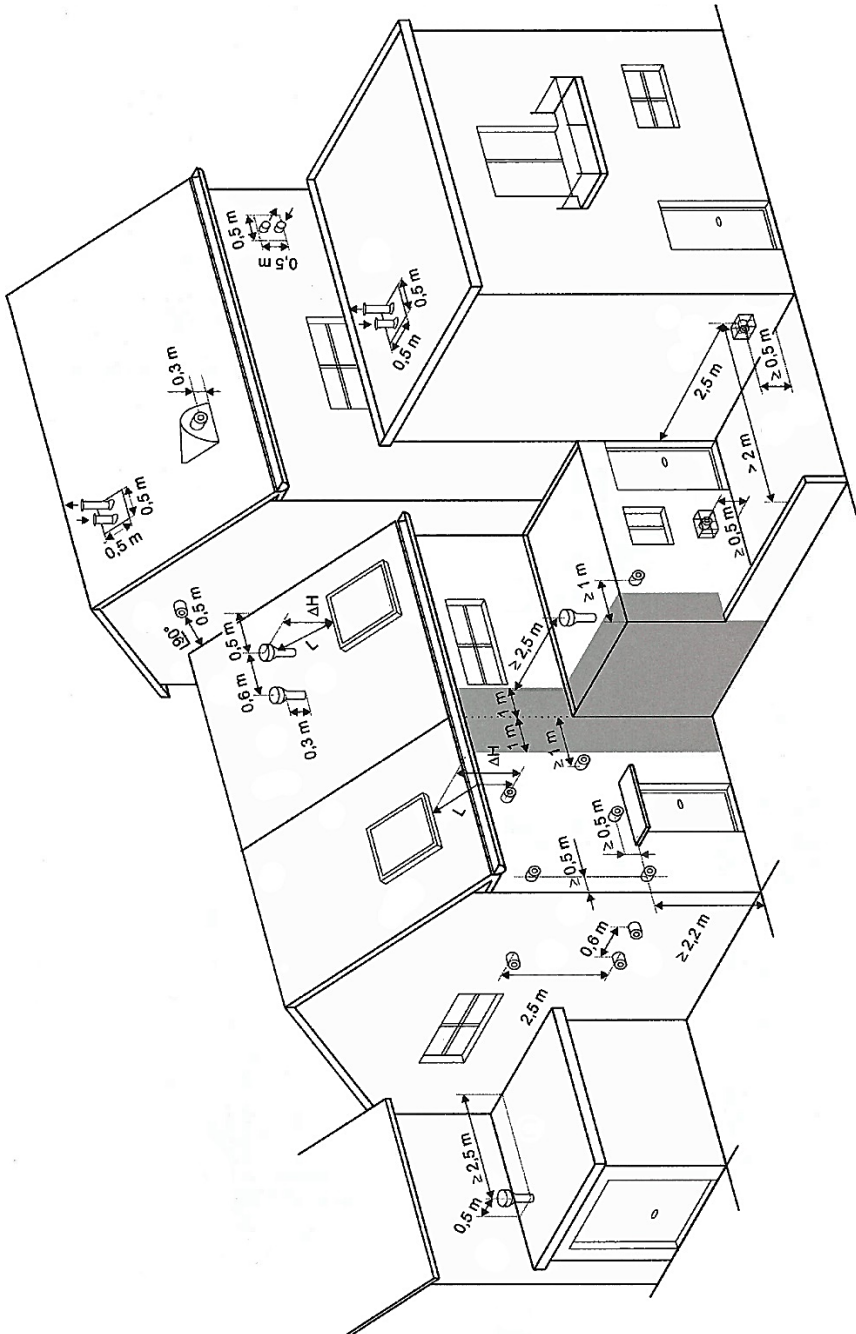 0,5 m
0,5 m
0,3 m
0,5 m
0,5 m
0,5 m
0,5 m
90°
0,5 m
0,5 m
0,6 m
0,3 m
ΔH
L
2,5 m
≥ 0,5 m
> 2 m
≥ 0,5 m
≥ 1 m
≥ 2,5 m
1 m
1 m
≥ 1 m
ΔH
L
≥ 0,5 m
≥ 0,5 m
≥ 2,2 m
0,6 m
2,5 m
≥ 2,5 m
0,5 m